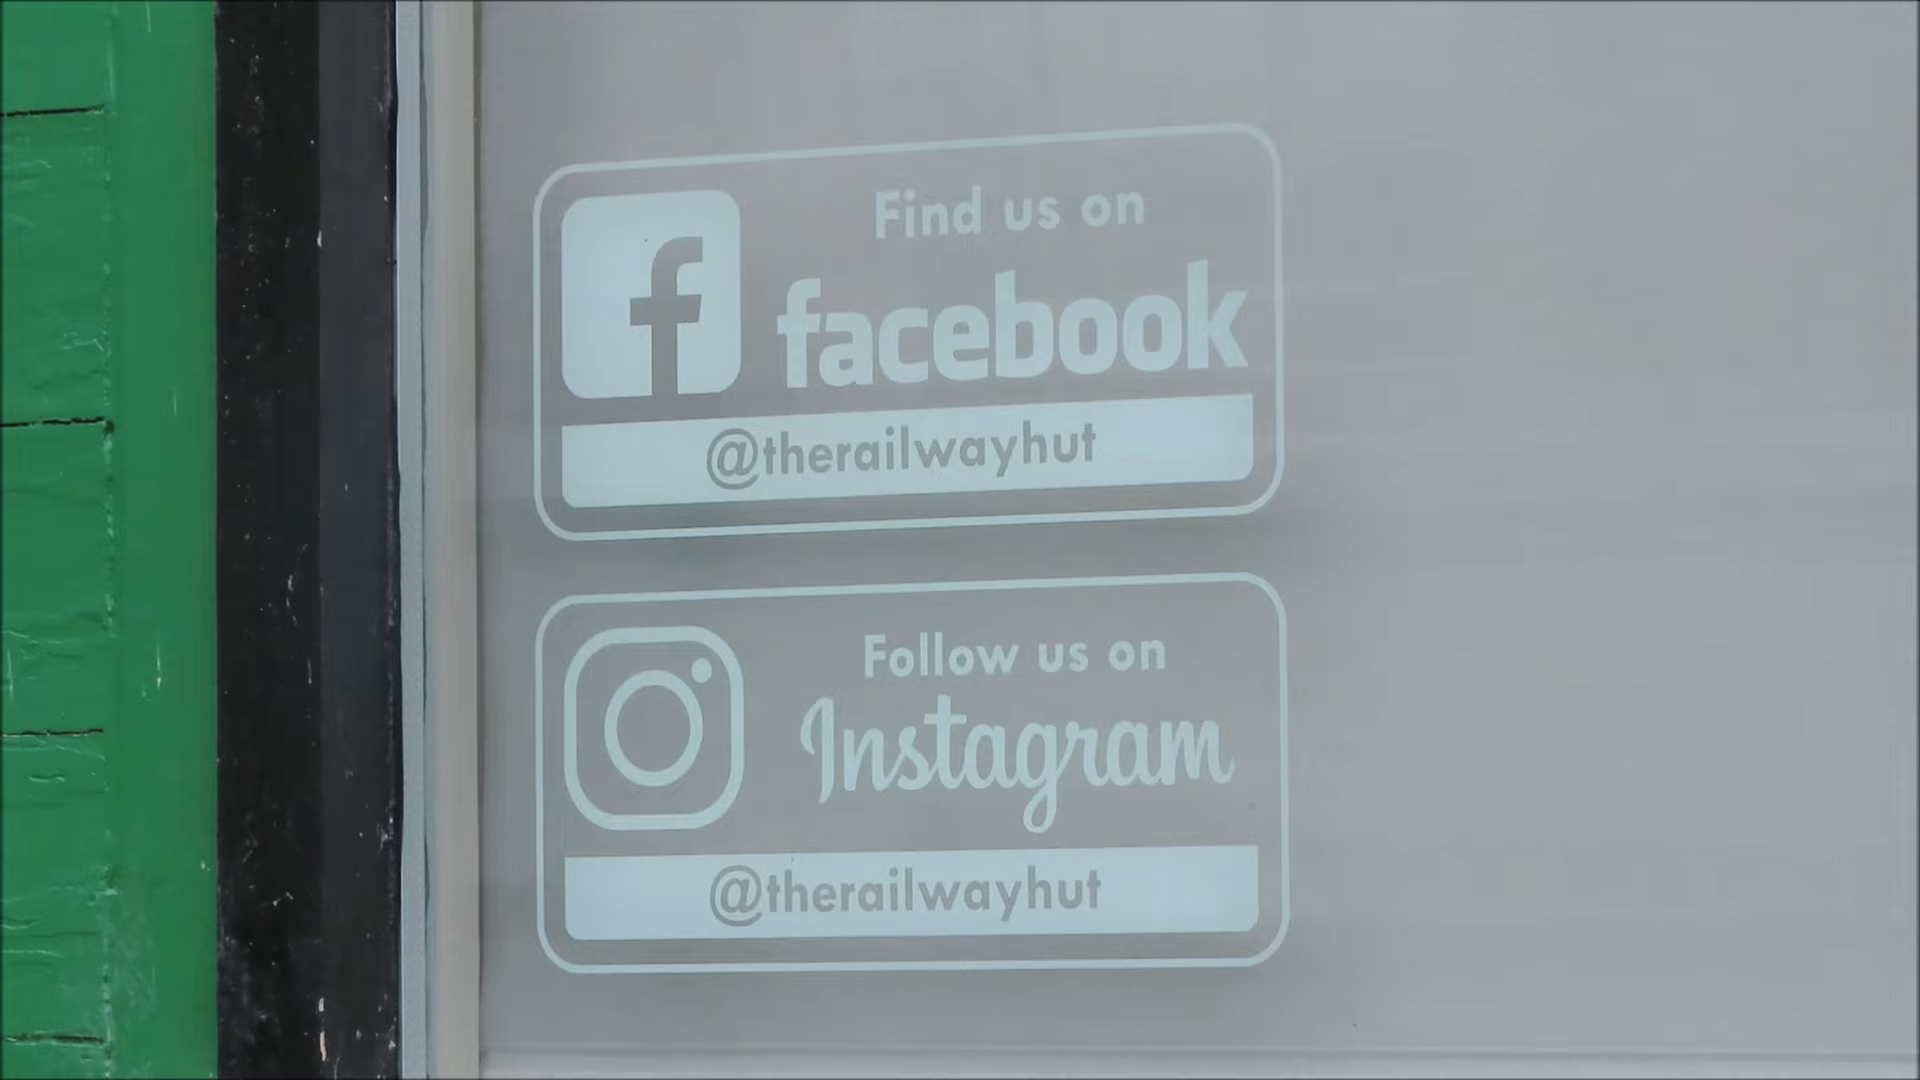 Find us on
facebook
@therailwayhut
Follow us on
Instagram
@therailwayhut